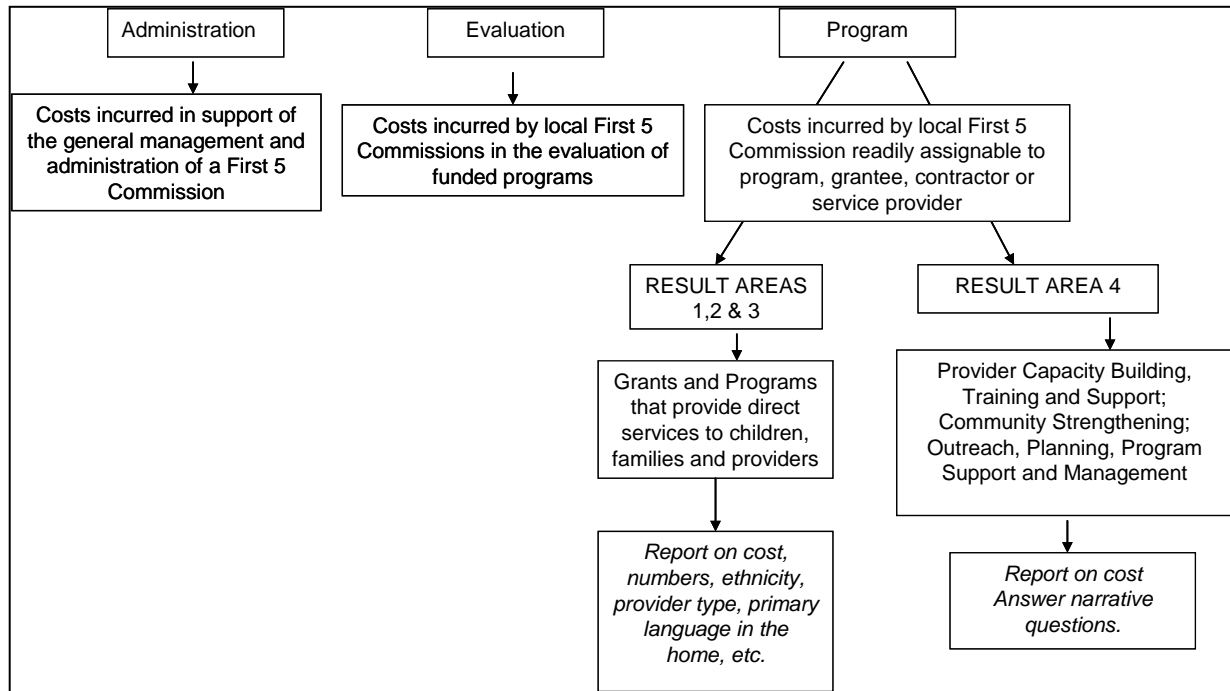 Administration
Evaluation
Program
Costs incurred in support of
the general management and
administration of a First 5
Commission
Costs incurred by local First 5
Commissions in the evaluation of
funded programs
Costs incurred by local First 5
Commission readily assignable to
program, grantee, contractor or
service provider
RESULT AREAS
1,2 & 3
RESULT AREA 4
Grants and Programs
that provide direct
services to children,
families and providers
Provider Capacity Building,
Training and Support;
Community Strengthening;
Outreach, Planning, Program
Support and Management
Report on cost,
numbers, ethnicity,
provider type, primary
language in the
home, etc.
Report on cost
Answer narrative
questions.